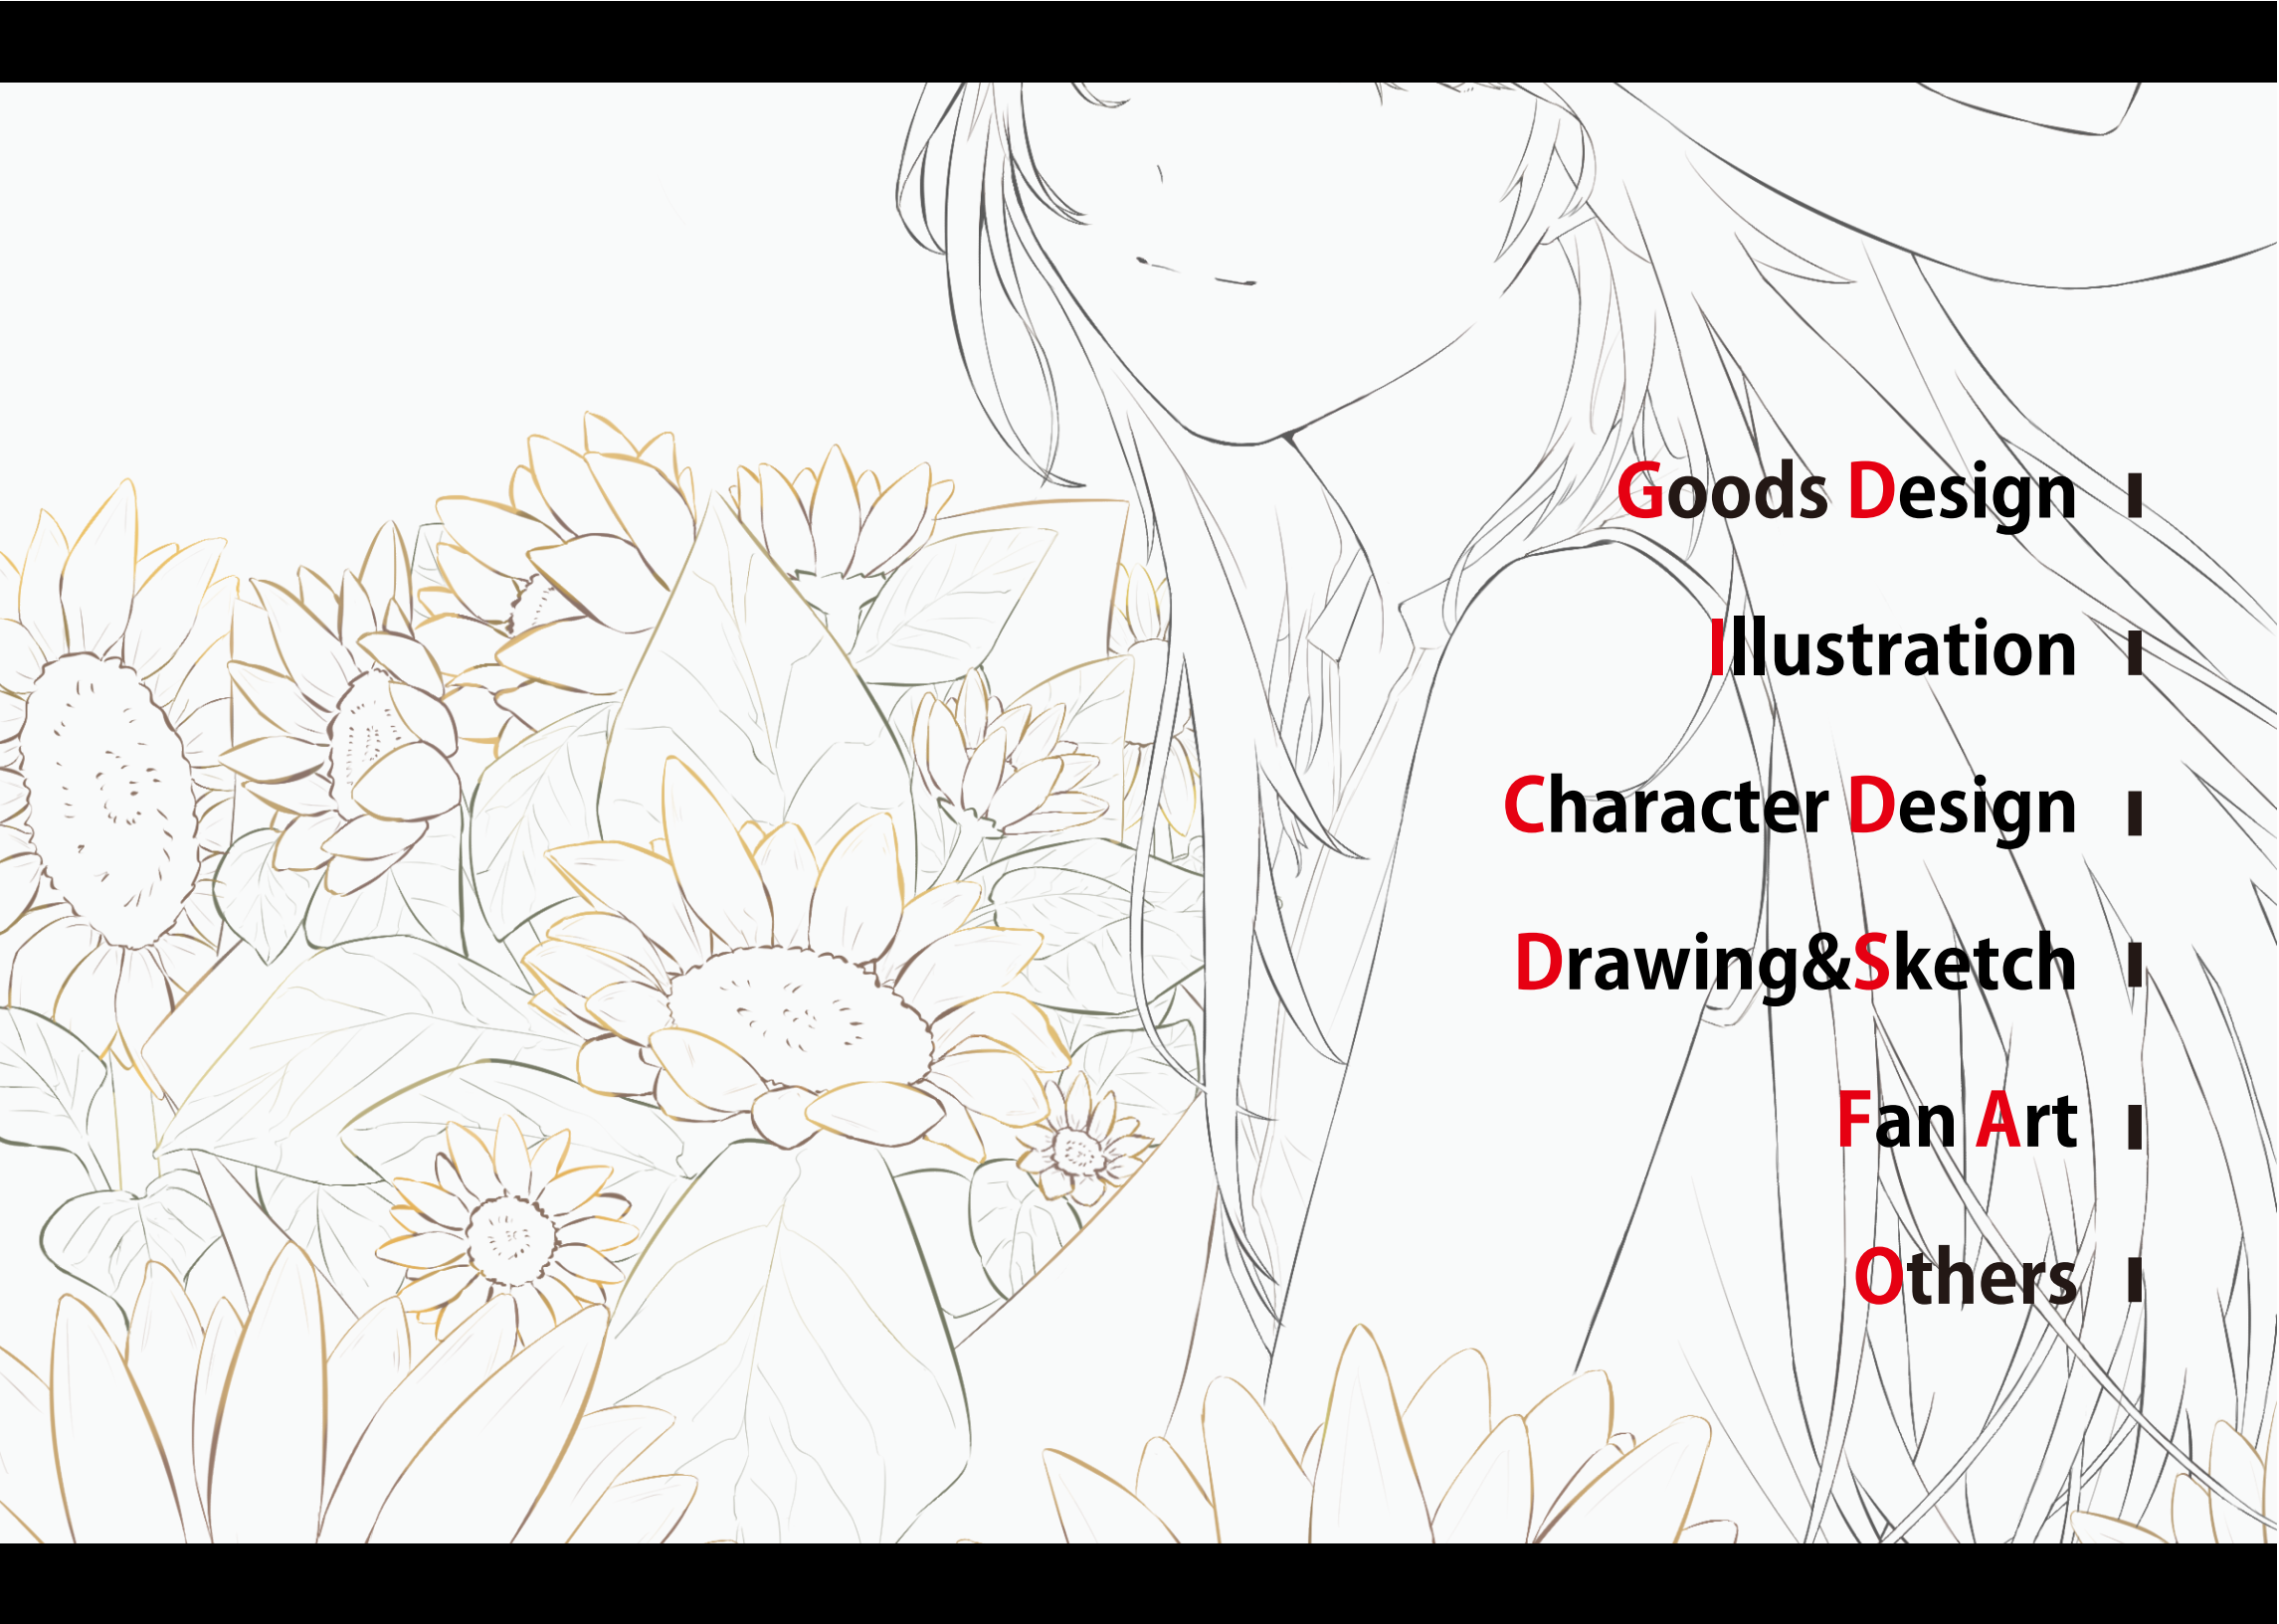 Goods Design
Illustration
Character Design
Drawing&Sketch
Fan Art
Others